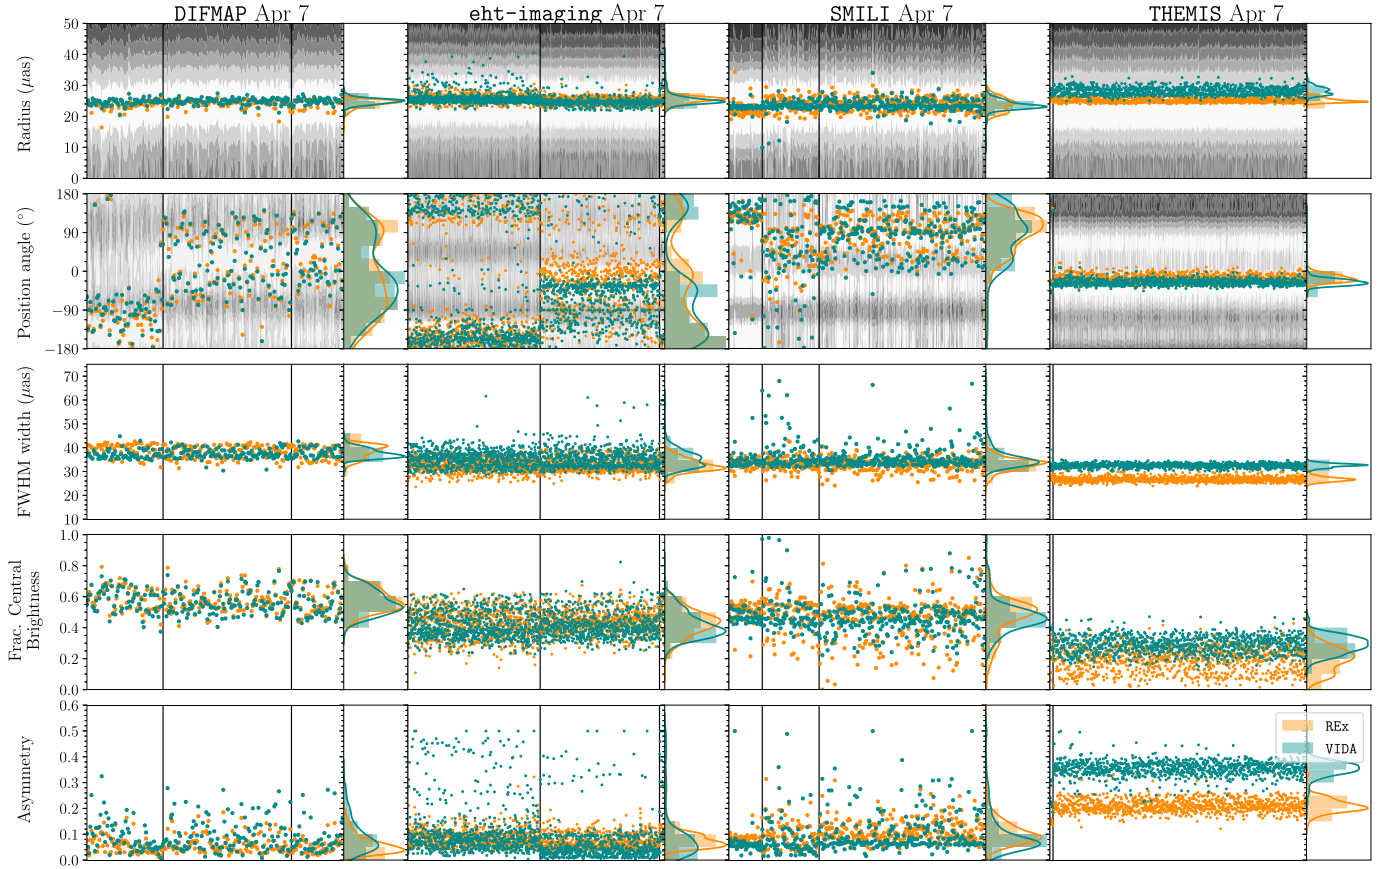 DIFMAP Apr 7
eht-imaging Apr 7
SMILI Apr 7
THEMIS Apr 7
Radius (μas)
50
40
30
20
10
0
Position angle (°)
180
90
0
−90
−180
FWHM width (μas)
70
60
50
40
30
20
10
Frac. Central
Brightness
1.0
0.8
0.6
0.4
0.2
0.0
Asymmetry
0.6
0.5
0.4
0.3
0.2
0.1
0.0
REx
VIDA